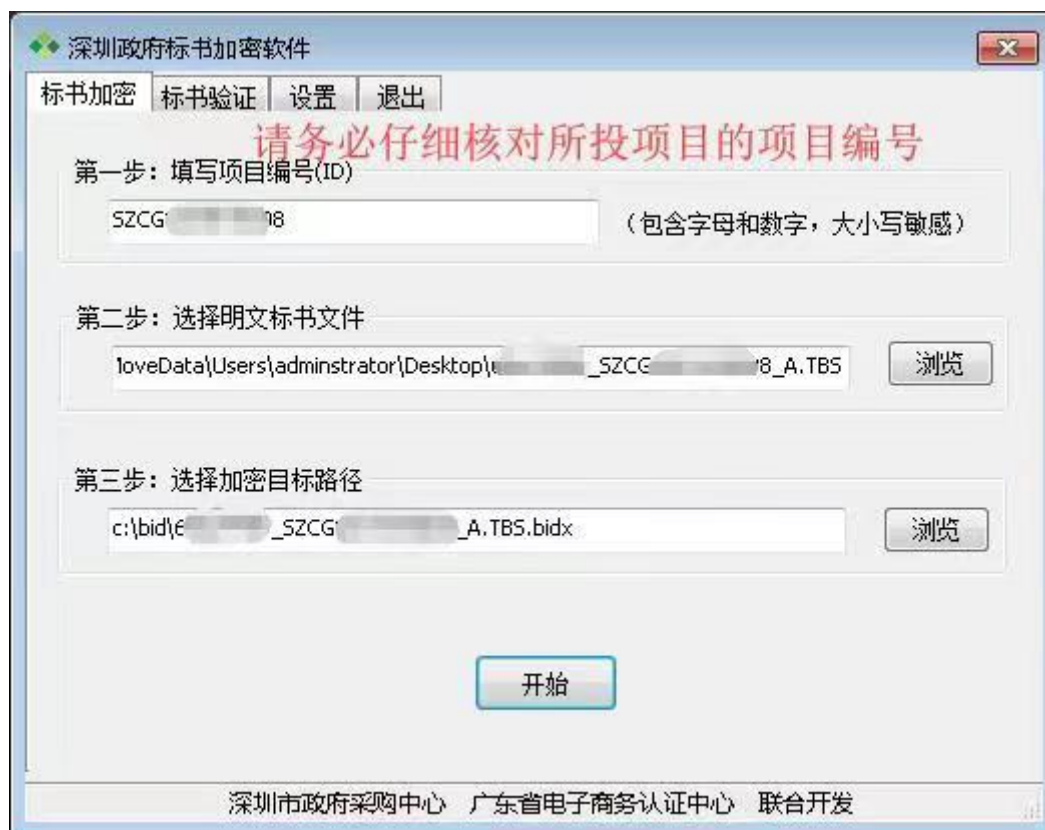 深圳政府标书加密软件
标书加密 标书验证 设置 退出
请务必仔细核对所投项目的项目编号
第一步：填写项目编号(ID)
SZCG 08 （包含字母和数字，大小写敏感）
第二步：选择明文标书文件
loveData\Users\adminstrator\Desktop\ _SZCG 8_A.TBS 浏览
第三步：选择加密目标路径
c:\bid\6 _SZCG _A.TBS.bidx 浏览
开始
深圳市政府采购中心 广东省电子商务认证中心 联合开发